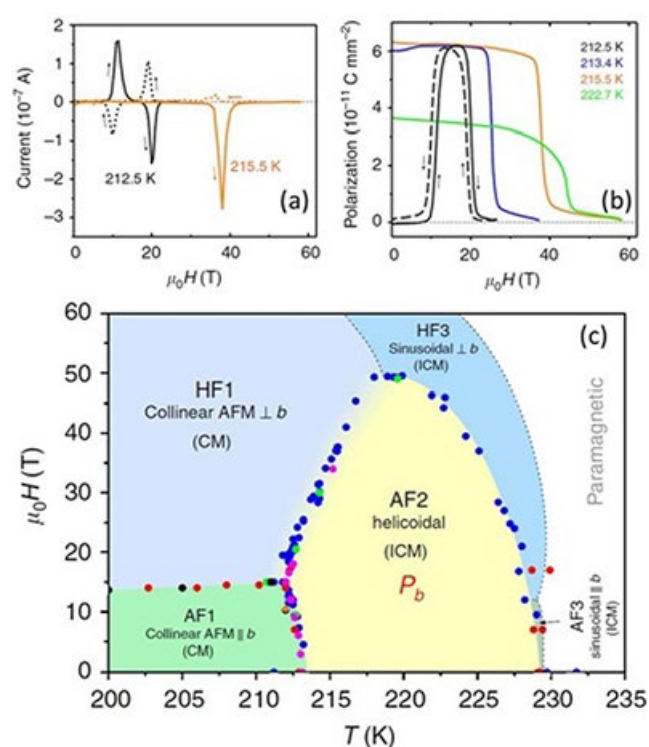 Current (10⁻⁷ A)
2
1
0
−1
−2
−3
212.5 K
215.5 K
(a)
0 20 40 60
μ₀H (T)
Polarization (10⁻¹¹ C mm⁻²)
6
4
2
0
212.5 K
213.4 K
215.5 K
222.7 K
(b)
0 20 40 60
μ₀H (T)
μ₀H (T)
60
50
40
30
20
10
0
(c)
HF3
Sinusoidal ⊥ b
(ICM)
HF1
Collinear AFM ⊥ b
(CM)
Paramagnetic
AF2
helicoidal
(ICM)
P_b
AF1
Collinear AFM || b
(CM)
AF3
sinusoidal || b
(ICM)
200 205 210 215 220 225 230 235
T (K)